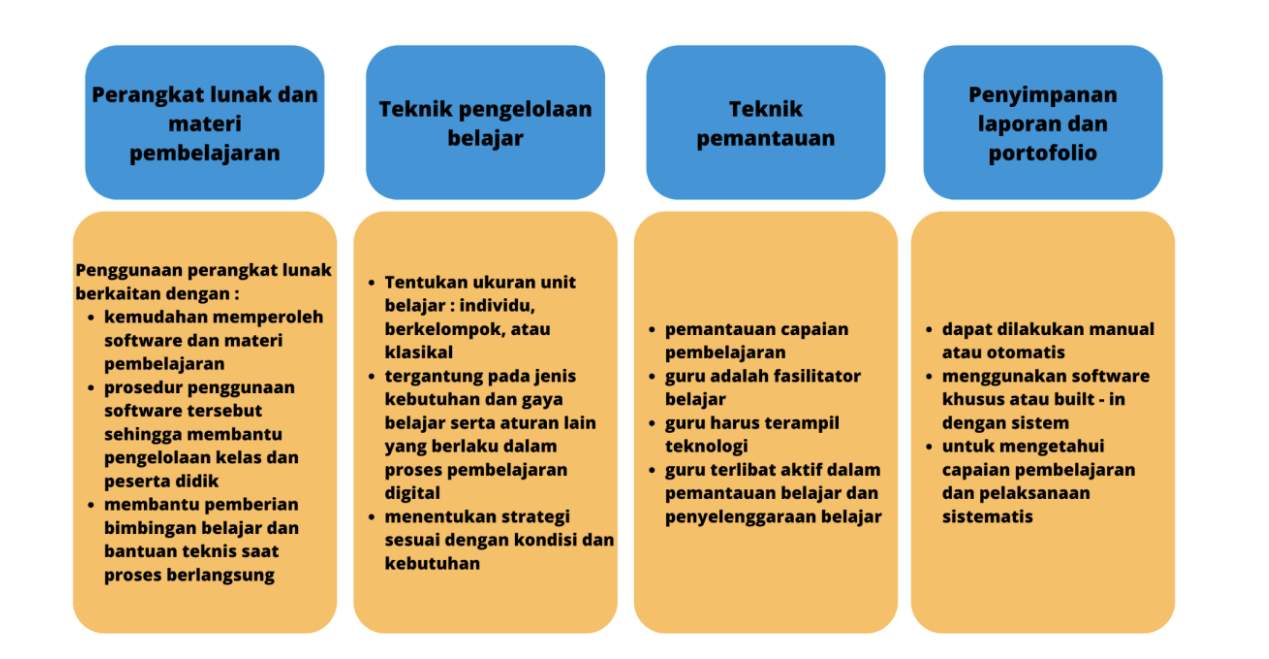 Perangkat lunak dan
materi
pembelajaran
Penggunaan perangkat lunak
berkaitan dengan :
• kemudahan memperoleh
software dan materi
pembelajaran
• prosedur penggunaan
software tersebut
sehingga membantu
pengelolaan kelas dan
peserta didik
• membantu pemberian
bimbingan belajar dan
bantuan teknis saat
proses berlangsung
Teknik pengelolaan
belajar
• Tentukan ukuran unit
belajar : individu,
berkelompok, atau
klasikal
• tergantung pada jenis
kebutuhan dan gaya
belajar serta aturan lain
yang berlaku dalam
proses pembelajaran
digital
• menentukan strategi
sesuai dengan kondisi dan
kebutuhan
Teknik
pemantauan
• pemantauan capaian
pembelajaran
• guru adalah fasilitator
belajar
• guru harus terampil
teknologi
• guru terlibat aktif dalam
pemantauan belajar dan
penyelenggaraan belajar
Penyimpanan
laporan dan
portofolio
• dapat dilakukan manual
atau otomatis
• menggunakan software
khusus atau built - in
dengan sistem
• untuk mengetahui
capaian pembelajaran
dan pelaksanaan
sistematis